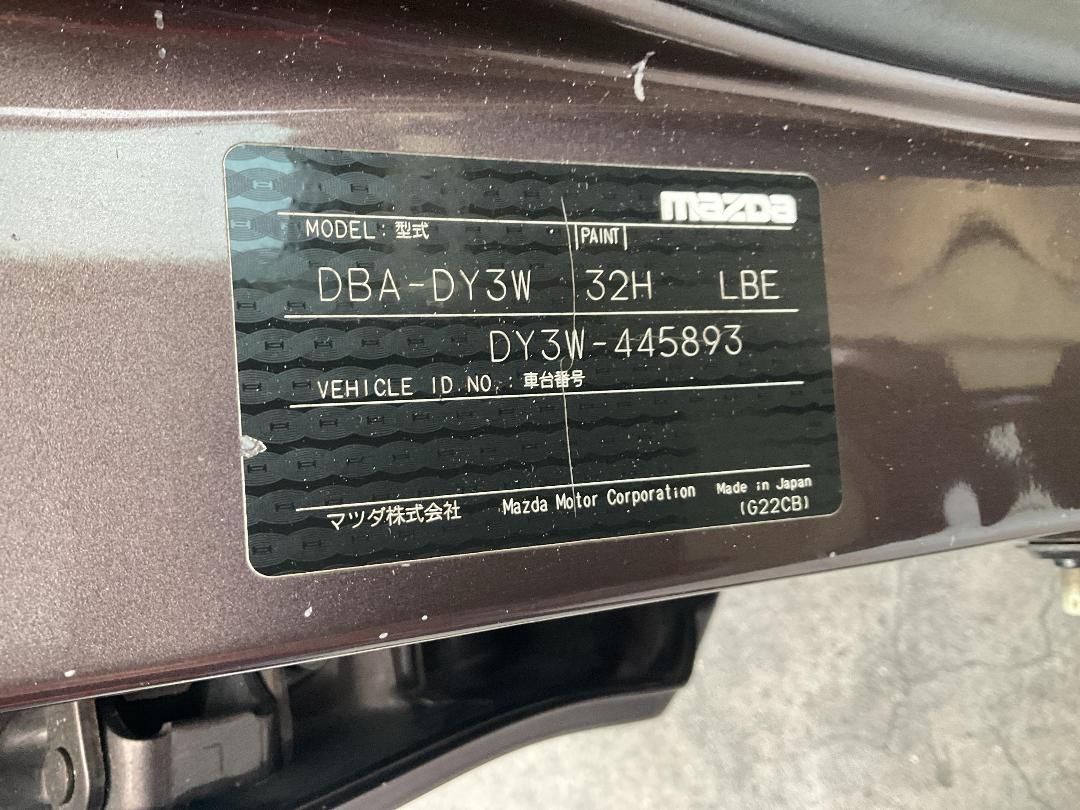 mazda
MODEL: 型式 PAINT
DBA-DY3W 32H LBE
DY3W-445893
VEHICLE ID NO.: 車台番号
マツダ株式会社 Mazda Motor Corporation Made in Japan
(G22CB)